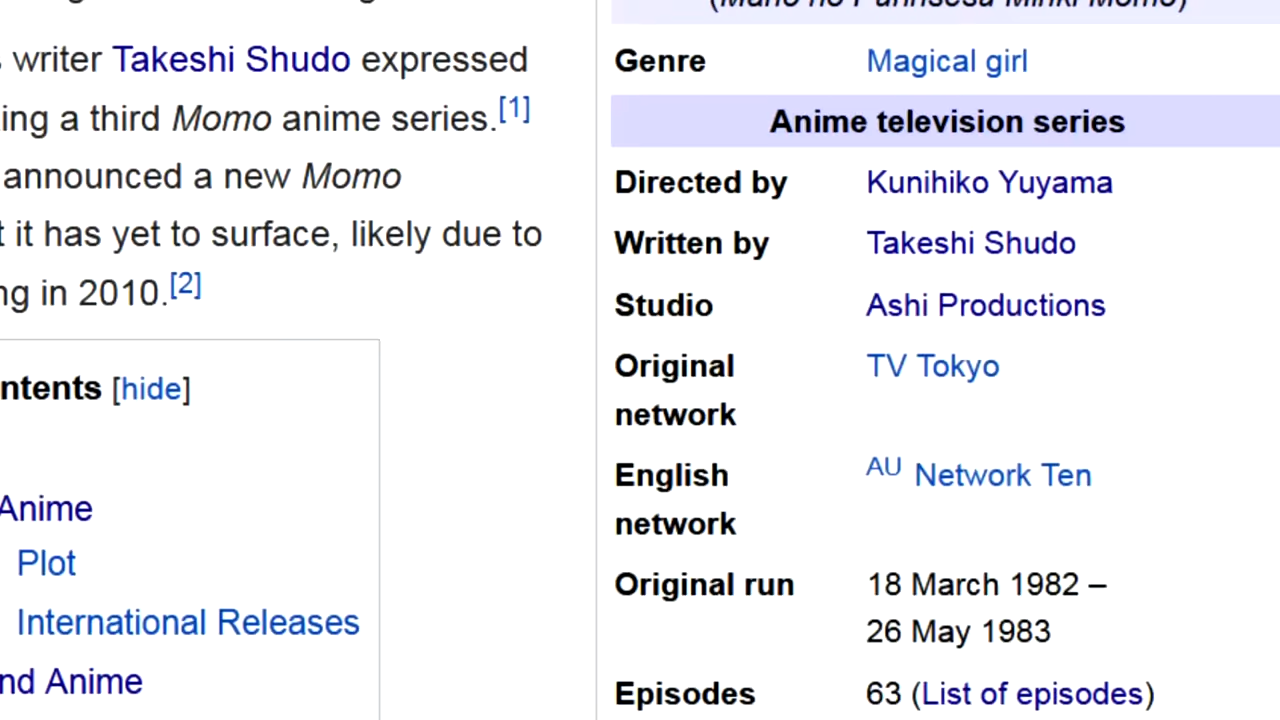 writer Takeshi Shudo expressed
ing a third Momo anime series.[1]
announced a new Momo
t it has yet to surface, likely due to
ng in 2010.[2]
ntents [hide]
Anime
Plot
International Releases
nd Anime
Genre Magical girl
Anime television series
Directed by Kunihiko Yuyama
Written by Takeshi Shudo
Studio Ashi Productions
Original TV Tokyo
network
English AU Network Ten
network
Original run 18 March 1982 –
26 May 1983
Episodes 63 (List of episodes)